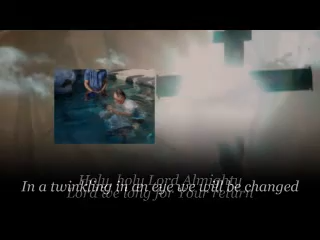 Holy, holy Lord Almighty
In a twinkling in an eye we will be changed
Lord we long for Your return